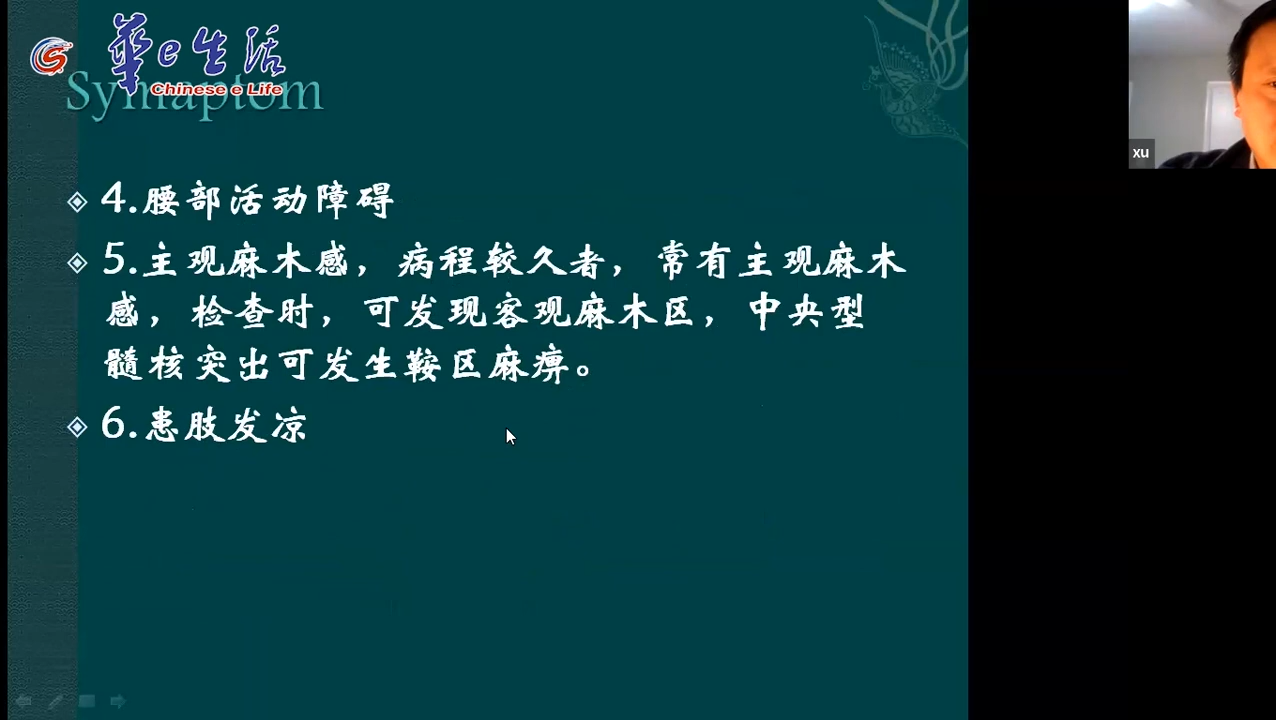 華e生活
Chinese e Life
Symaptom
xu
4.腰部活动障碍
5.主观麻木感，病程较久者，常有主观麻木
感，检查时，可发现客观麻木区，中央型
髓核突出可发生鞍区麻痹。
6.患肢发凉